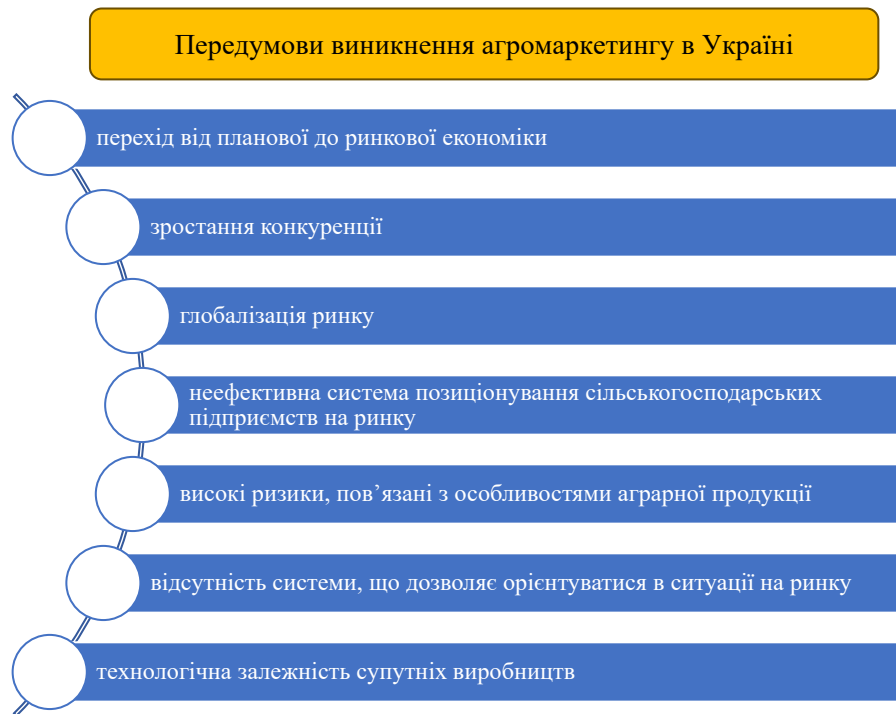 Передумови виникнення агромаркетингу в Україні
перехід від планової до ринкової економіки
зростання конкуренції
глобалізація ринку
неефективна система позиціонування сільськогосподарських
підприємств на ринку
високі ризики, пов’язані з особливостями аграрної продукції
відсутність системи, що дозволяє орієнтуватися в ситуації на ринку
технологічна залежність супутніх виробництв